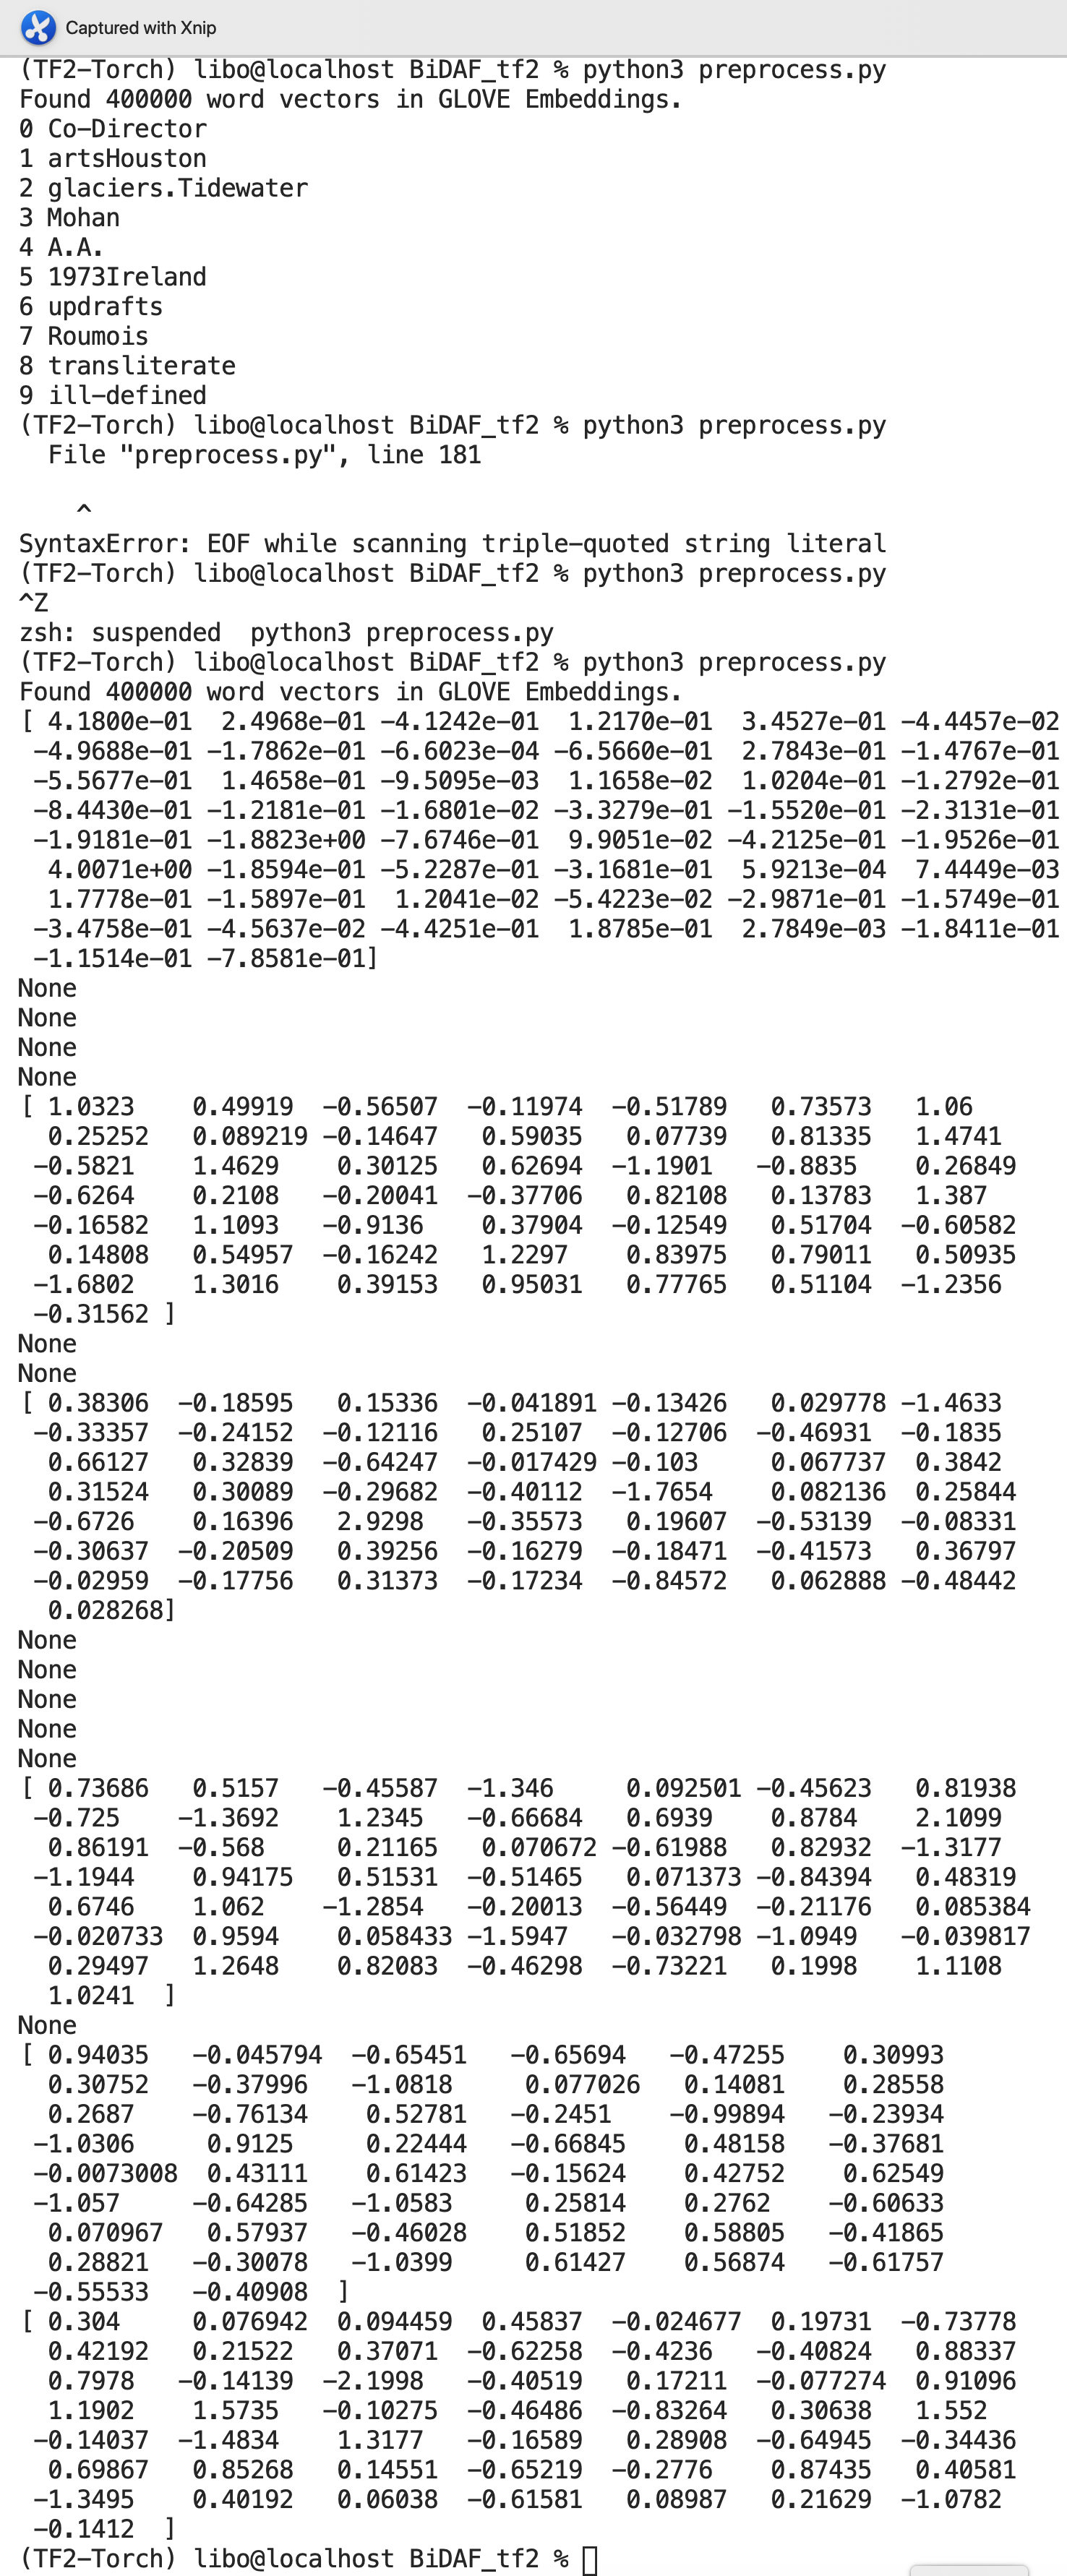 Captured with Xnip
(TF2-Torch) libo@localhost BiDAF_tf2 % python3 preprocess.py
Found 400000 word vectors in GLOVE Embeddings.
0 Co-Director
1 artsHouston
2 glaciers.Tidewater
3 Mohan
4 A.A.
5 1973Ireland
6 updrafts
7 Roumois
8 transliterate
9 ill-defined
(TF2-Torch) libo@localhost BiDAF_tf2 % python3 preprocess.py
  File "preprocess.py", line 181
    ^
SyntaxError: EOF while scanning triple-quoted string literal
(TF2-Torch) libo@localhost BiDAF_tf2 % python3 preprocess.py
^Z
zsh: suspended  python3 preprocess.py
(TF2-Torch) libo@localhost BiDAF_tf2 % python3 preprocess.py
Found 400000 word vectors in GLOVE Embeddings.
[ 4.1800e-01  2.4968e-01 -4.1242e-01  1.2170e-01  3.4527e-01 -4.4457e-02
 -4.9688e-01 -1.7862e-01 -6.6023e-04 -6.5660e-01  2.7843e-01 -1.4767e-01
 -5.5677e-01  1.4658e-01 -9.5095e-03  1.1658e-02  1.0204e-01 -1.2792e-01
 -8.4430e-01 -1.2181e-01 -1.6801e-02 -3.3279e-01 -1.5520e-01 -2.3131e-01
 -1.9181e-01 -1.8823e+00 -7.6746e-01  9.9051e-02 -4.2125e-01 -1.9526e-01
  4.0071e+00 -1.8594e-01 -5.2287e-01 -3.1681e-01  5.9213e-04  7.4449e-03
  1.7778e-01 -1.5897e-01  1.2041e-02 -5.4223e-02 -2.9871e-01 -1.5749e-01
 -3.4758e-01 -4.5637e-02 -4.4251e-01  1.8785e-01  2.7849e-03 -1.8411e-01
 -1.1514e-01 -7.8581e-01]
None
None
None
None
[ 1.0323    0.49919  -0.56507  -0.11974  -0.51789   0.73573   1.06
  0.25252   0.089219 -0.14647   0.59035   0.07739   0.81335   1.4741
 -0.5821    1.4629    0.30125   0.62694  -1.1901   -0.8835    0.26849
 -0.6264    0.2108   -0.20041  -0.37706   0.82108   0.13783   1.387
 -0.16582   1.1093   -0.9136    0.37904  -0.12549   0.51704  -0.60582
  0.14808   0.54957  -0.16242   1.2297    0.83975   0.79011   0.50935
 -1.6802    1.3016    0.39153   0.95031   0.77765   0.51104  -1.2356
 -0.31562 ]
None
None
[ 0.38306  -0.18595   0.15336  -0.041891 -0.13426   0.029778 -1.4633
 -0.33357  -0.24152  -0.12116   0.25107  -0.12706  -0.46931  -0.1835
  0.66127   0.32839  -0.64247  -0.017429 -0.103     0.067737  0.3842
  0.31524   0.30089  -0.29682  -0.40112  -1.7654    0.082136  0.25844
 -0.6726    0.16396   2.9298   -0.35573   0.19607  -0.53139  -0.08331
 -0.30637  -0.20509   0.39256  -0.16279  -0.18471  -0.41573   0.36797
 -0.02959  -0.17756   0.31373  -0.17234  -0.84572   0.062888 -0.48442
  0.028268]
None
None
None
None
None
[ 0.73686   0.5157   -0.45587  -1.346     0.092501 -0.45623   0.81938
 -0.725    -1.3692    1.2345   -0.66684   0.6939    0.8784    2.1099
  0.86191  -0.568     0.21165   0.070672 -0.61988   0.82932  -1.3177
 -1.1944    0.94175   0.51531  -0.51465   0.071373 -0.84394   0.48319
  0.6746    1.062    -1.2854   -0.20013  -0.56449  -0.21176   0.085384
 -0.020733  0.9594    0.058433 -1.5947   -0.032798 -1.0949   -0.039817
  0.29497   1.2648    0.82083  -0.46298  -0.73221   0.1998    1.1108
  1.0241  ]
None
[ 0.94035   -0.045794  -0.65451   -0.65694   -0.47255    0.30993
  0.30752   -0.37996   -1.0818     0.077026   0.14081    0.28558
  0.2687    -0.76134    0.52781   -0.2451    -0.99894   -0.23934
 -1.0306     0.9125     0.22444   -0.66845    0.48158   -0.37681
 -0.0073008  0.43111    0.61423   -0.15624    0.42752    0.62549
 -1.057     -0.64285   -1.0583     0.25814    0.2762    -0.60633
  0.070967   0.57937   -0.46028    0.51852    0.58805   -0.41865
  0.28821   -0.30078   -1.0399     0.61427    0.56874   -0.61757
 -0.55533   -0.40908  ]
[ 0.304     0.076942  0.094459  0.45837  -0.024677  0.19731  -0.73778
  0.42192   0.21522   0.37071  -0.62258  -0.4236   -0.40824   0.88337
  0.7978   -0.14139  -2.1998   -0.40519   0.17211  -0.077274  0.91096
  1.1902    1.5735   -0.10275  -0.46486  -0.83264   0.30638   1.552
 -0.14037  -1.4834    1.3177   -0.16589   0.28908  -0.64945  -0.34436
  0.69867   0.85268   0.14551  -0.65219  -0.2776    0.87435   0.40581
 -1.3495    0.40192   0.06038  -0.61581   0.08987   0.21629  -1.0782
 -0.1412  ]
(TF2-Torch) libo@localhost BiDAF_tf2 %